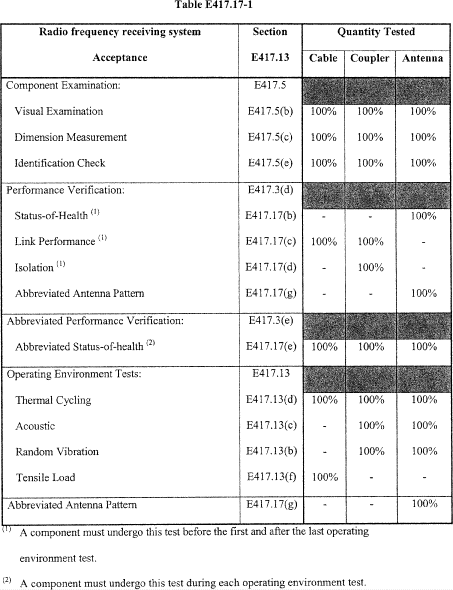 Table E417.17-1
Radio frequency receiving system Section Quantity Tested
Acceptance E417.13 Cable Coupler Antenna
Component Examination: E417.5
Visual Examination E417.5(b) 100% 100% 100%
Dimension Measurement E417.5(c) 100% 100% 100%
Identification Check E417.5(e) 100% 100% 100%
Performance Verification: E417.3(d)
Status-of-Health (1) E417.17(b) - - 100%
Link Performance (1) E417.17(c) 100% 100% -
Isolation (1) E417.17(d) - 100% -
Abbreviated Antenna Pattern E417.17(g) - - 100%
Abbreviated Performance Verification: E417.3(e)
Abbreviated Status-of-health (2) E417.17(e) 100% 100% 100%
Operating Environment Tests: E417.13
Thermal Cycling E417.13(d) 100% 100% 100%
Acoustic E417.13(c) - 100% 100%
Random Vibration E417.13(b) - 100% 100%
Tensile Load E417.13(f) 100% - -
Abbreviated Antenna Pattern E417.17(g) - - 100%
(1) A component must undergo this test before the first and after the last operating
environment test.
(2) A component must undergo this test during each operating environment test.